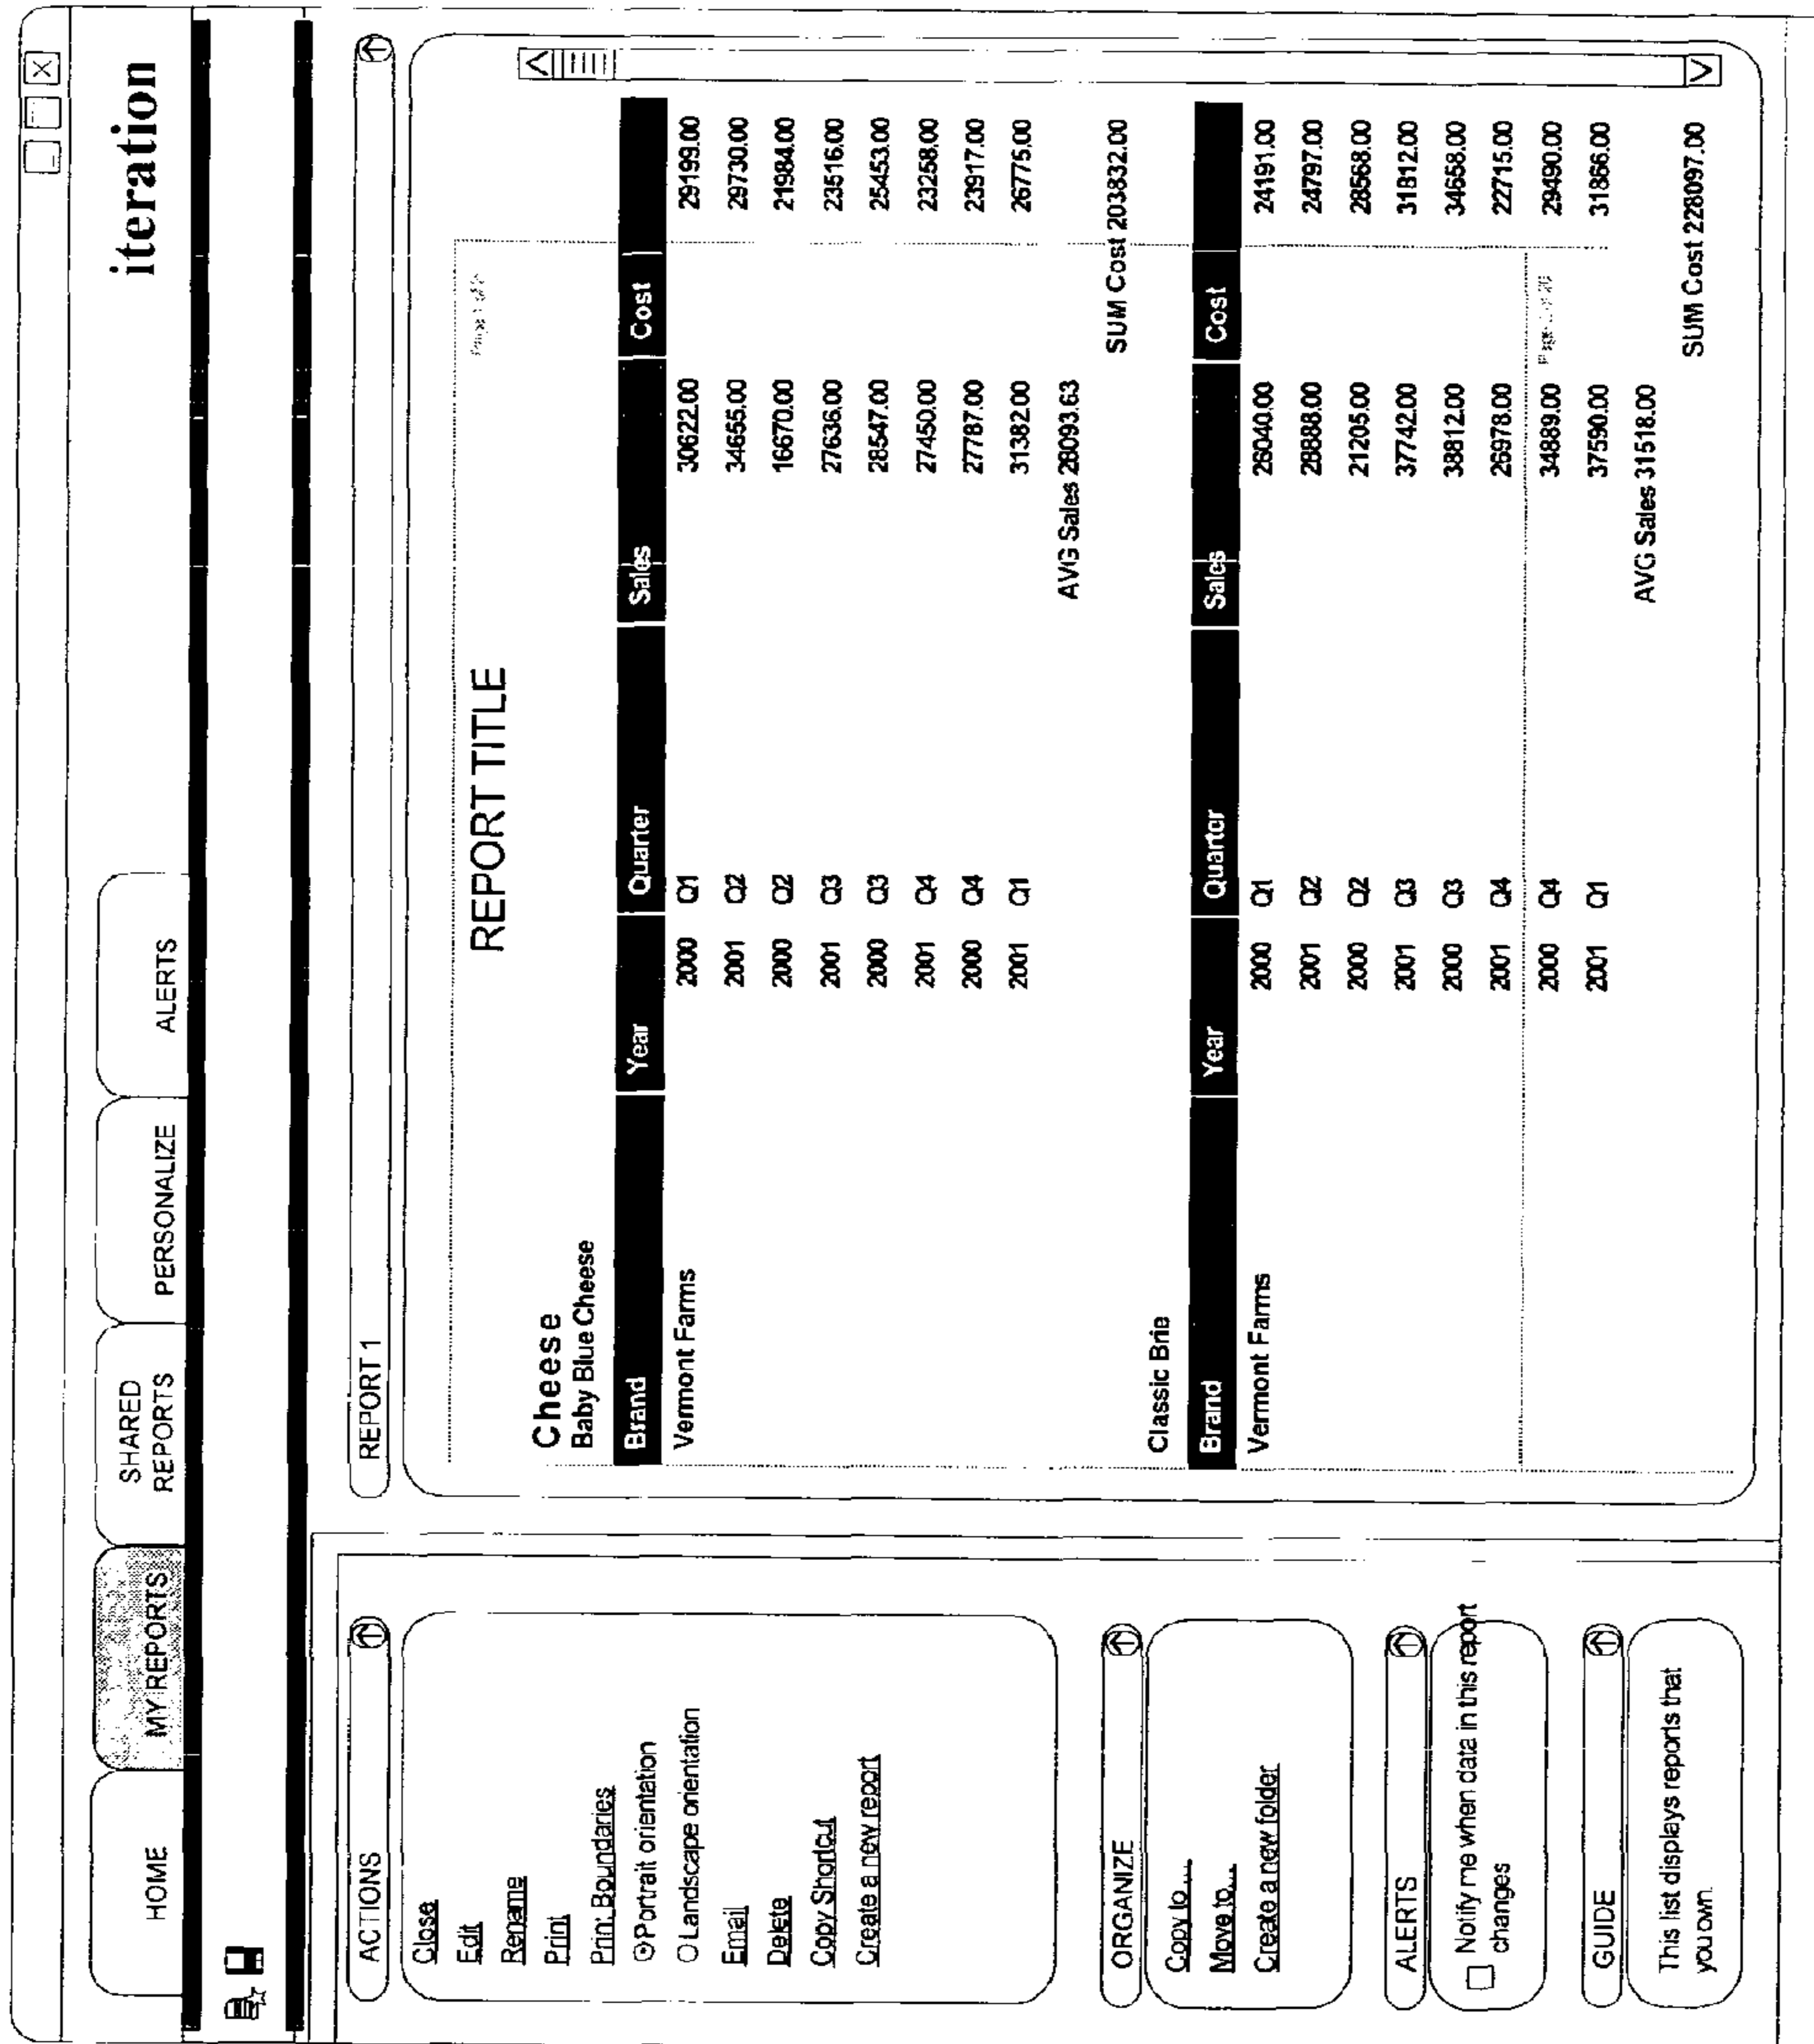 iteration
HOME
MY REPORTS
SHARED
REPORTS
PERSONALIZE
ALERTS
ACTIONS
Close
Edit
Rename
Print
Print Boundaries
Portrait orientation
Landscape orientation
Email
Delete
Copy Shortcut
Create a new report
ORGANIZE
Copy to ...
Move to...
Create a new folder
ALERTS
Notify me when data in this report
changes
GUIDE
This list displays reports that
you own.
REPORT 1
REPORT TITLE
Cheese
Baby Blue Cheese
Brand Year Quarter Sales Cost
Vermont Farms 2000 Q1 30622.00 29199.00
2001 Q2 34655.00 29730.00
2000 Q2 16670.00 21984.00
2001 Q3 27636.00 23516.00
2000 Q3 28547.00 25453.00
2001 Q4 27450.00 23258.00
2000 Q4 27787.00 23917.00
2001 Q1 31382.00 26775.00
AVG Sales 28093.63
SUM Cost 203832.00
Classic Brie
Brand Year Quarter Sales Cost
Vermont Farms 2000 Q1 26040.00 24191.00
2001 Q2 28888.00 24797.00
2000 Q2 21205.00 28568.00
2001 Q3 37742.00 31812.00
2000 Q3 38812.00 34658.00
2001 Q4 26978.00 22715.00
2000 Q4 34889.00 29490.00
2001 Q1 37590.00 31866.00
AVG Sales 31518.00
SUM Cost 228097.00